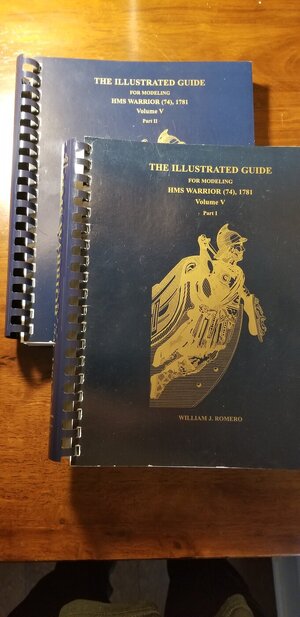 THE ILLUSTRATED GUIDE
FOR MODELING
HMS WARRIOR (74), 1781
Volume V
Part II
THE ILLUSTRATED GUIDE
FOR MODELING
HMS WARRIOR (74), 1781
Volume V
Part I
WILLIAM J. ROMERO